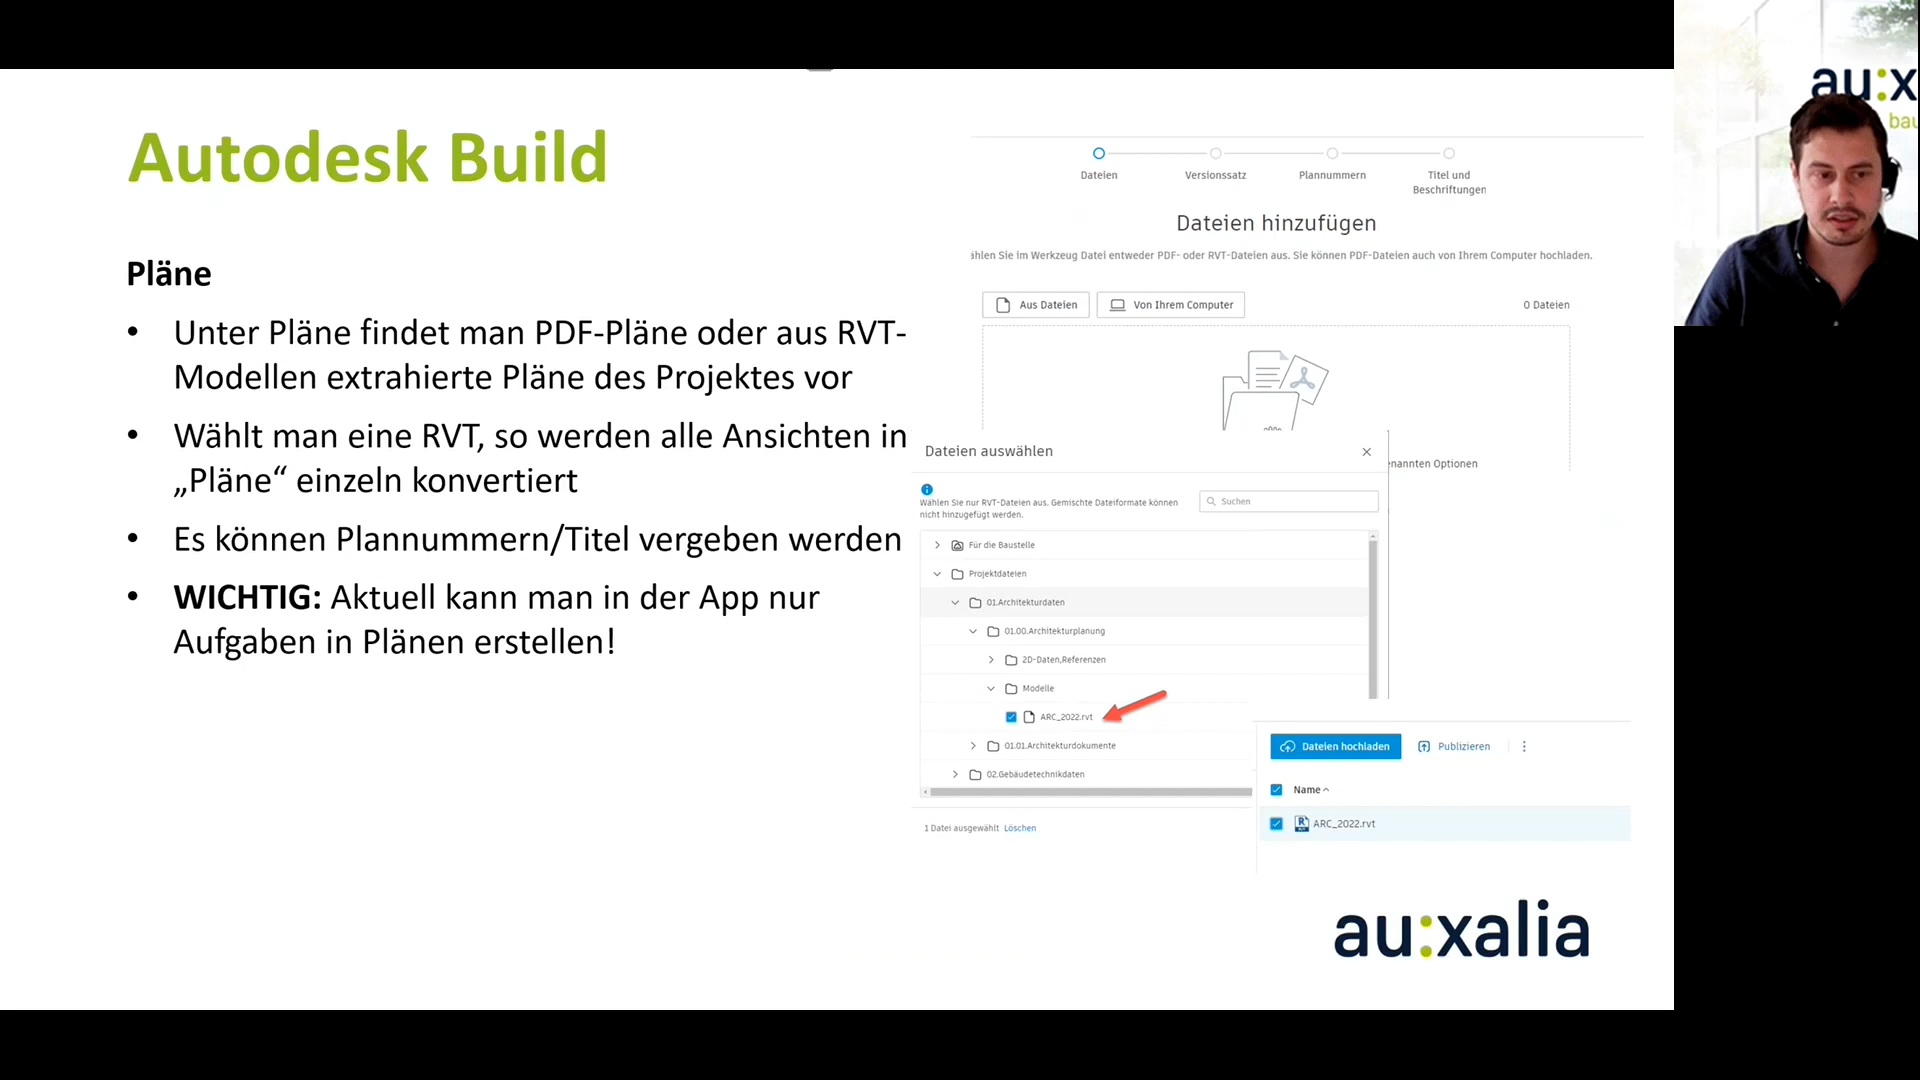 Autodesk Build
Pläne
• Unter Pläne findet man PDF-Pläne oder aus RVT-
Modellen extrahierte Pläne des Projektes vor
• Wählt man eine RVT, so werden alle Ansichten in
„Pläne“ einzeln konvertiert
• Es können Plannummern/Titel vergeben werden
• WICHTIG: Aktuell kann man in der App nur
Aufgaben in Plänen erstellen!
Dateien
Versionssatz
Plannummern
Titel und
Beschriftungen
Dateien hinzufügen
ählen Sie im Werkzeug Datei entweder PDF- oder RVT-Dateien aus. Sie können PDF-Dateien auch von Ihrem Computer hochladen.
Aus Dateien
Von Ihrem Computer
0 Dateien
enannten Optionen
Dateien auswählen
Wählen Sie nur RVT-Dateien aus. Gemischte Dateiformate können
nicht hinzugefügt werden.
Suchen
Für die Baustelle
Projektdateien
01.Architekturdaten
01.00.Architekturplanung
2D-Daten,Referenzen
Modelle
ARC_2022.rvt
01.01.Architekturdokumente
02.Gebäudetechnikdaten
1 Datei ausgewählt Löschen
Dateien hochladen
Publizieren
Name
ARC_2022.rvt
au:xalia
au:x
bau